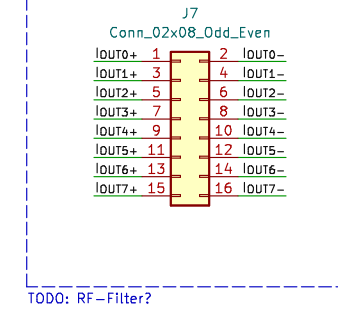 J7
Conn_02x08_Odd_Even
IOUT0+ 1 2 IOUT0-
IOUT1+ 3 4 IOUT1-
IOUT2+ 5 6 IOUT2-
IOUT3+ 7 8 IOUT3-
IOUT4+ 9 10 IOUT4-
IOUT5+ 11 12 IOUT5-
IOUT6+ 13 14 IOUT6-
IOUT7+ 15 16 IOUT7-
TODO: RF-Filter?